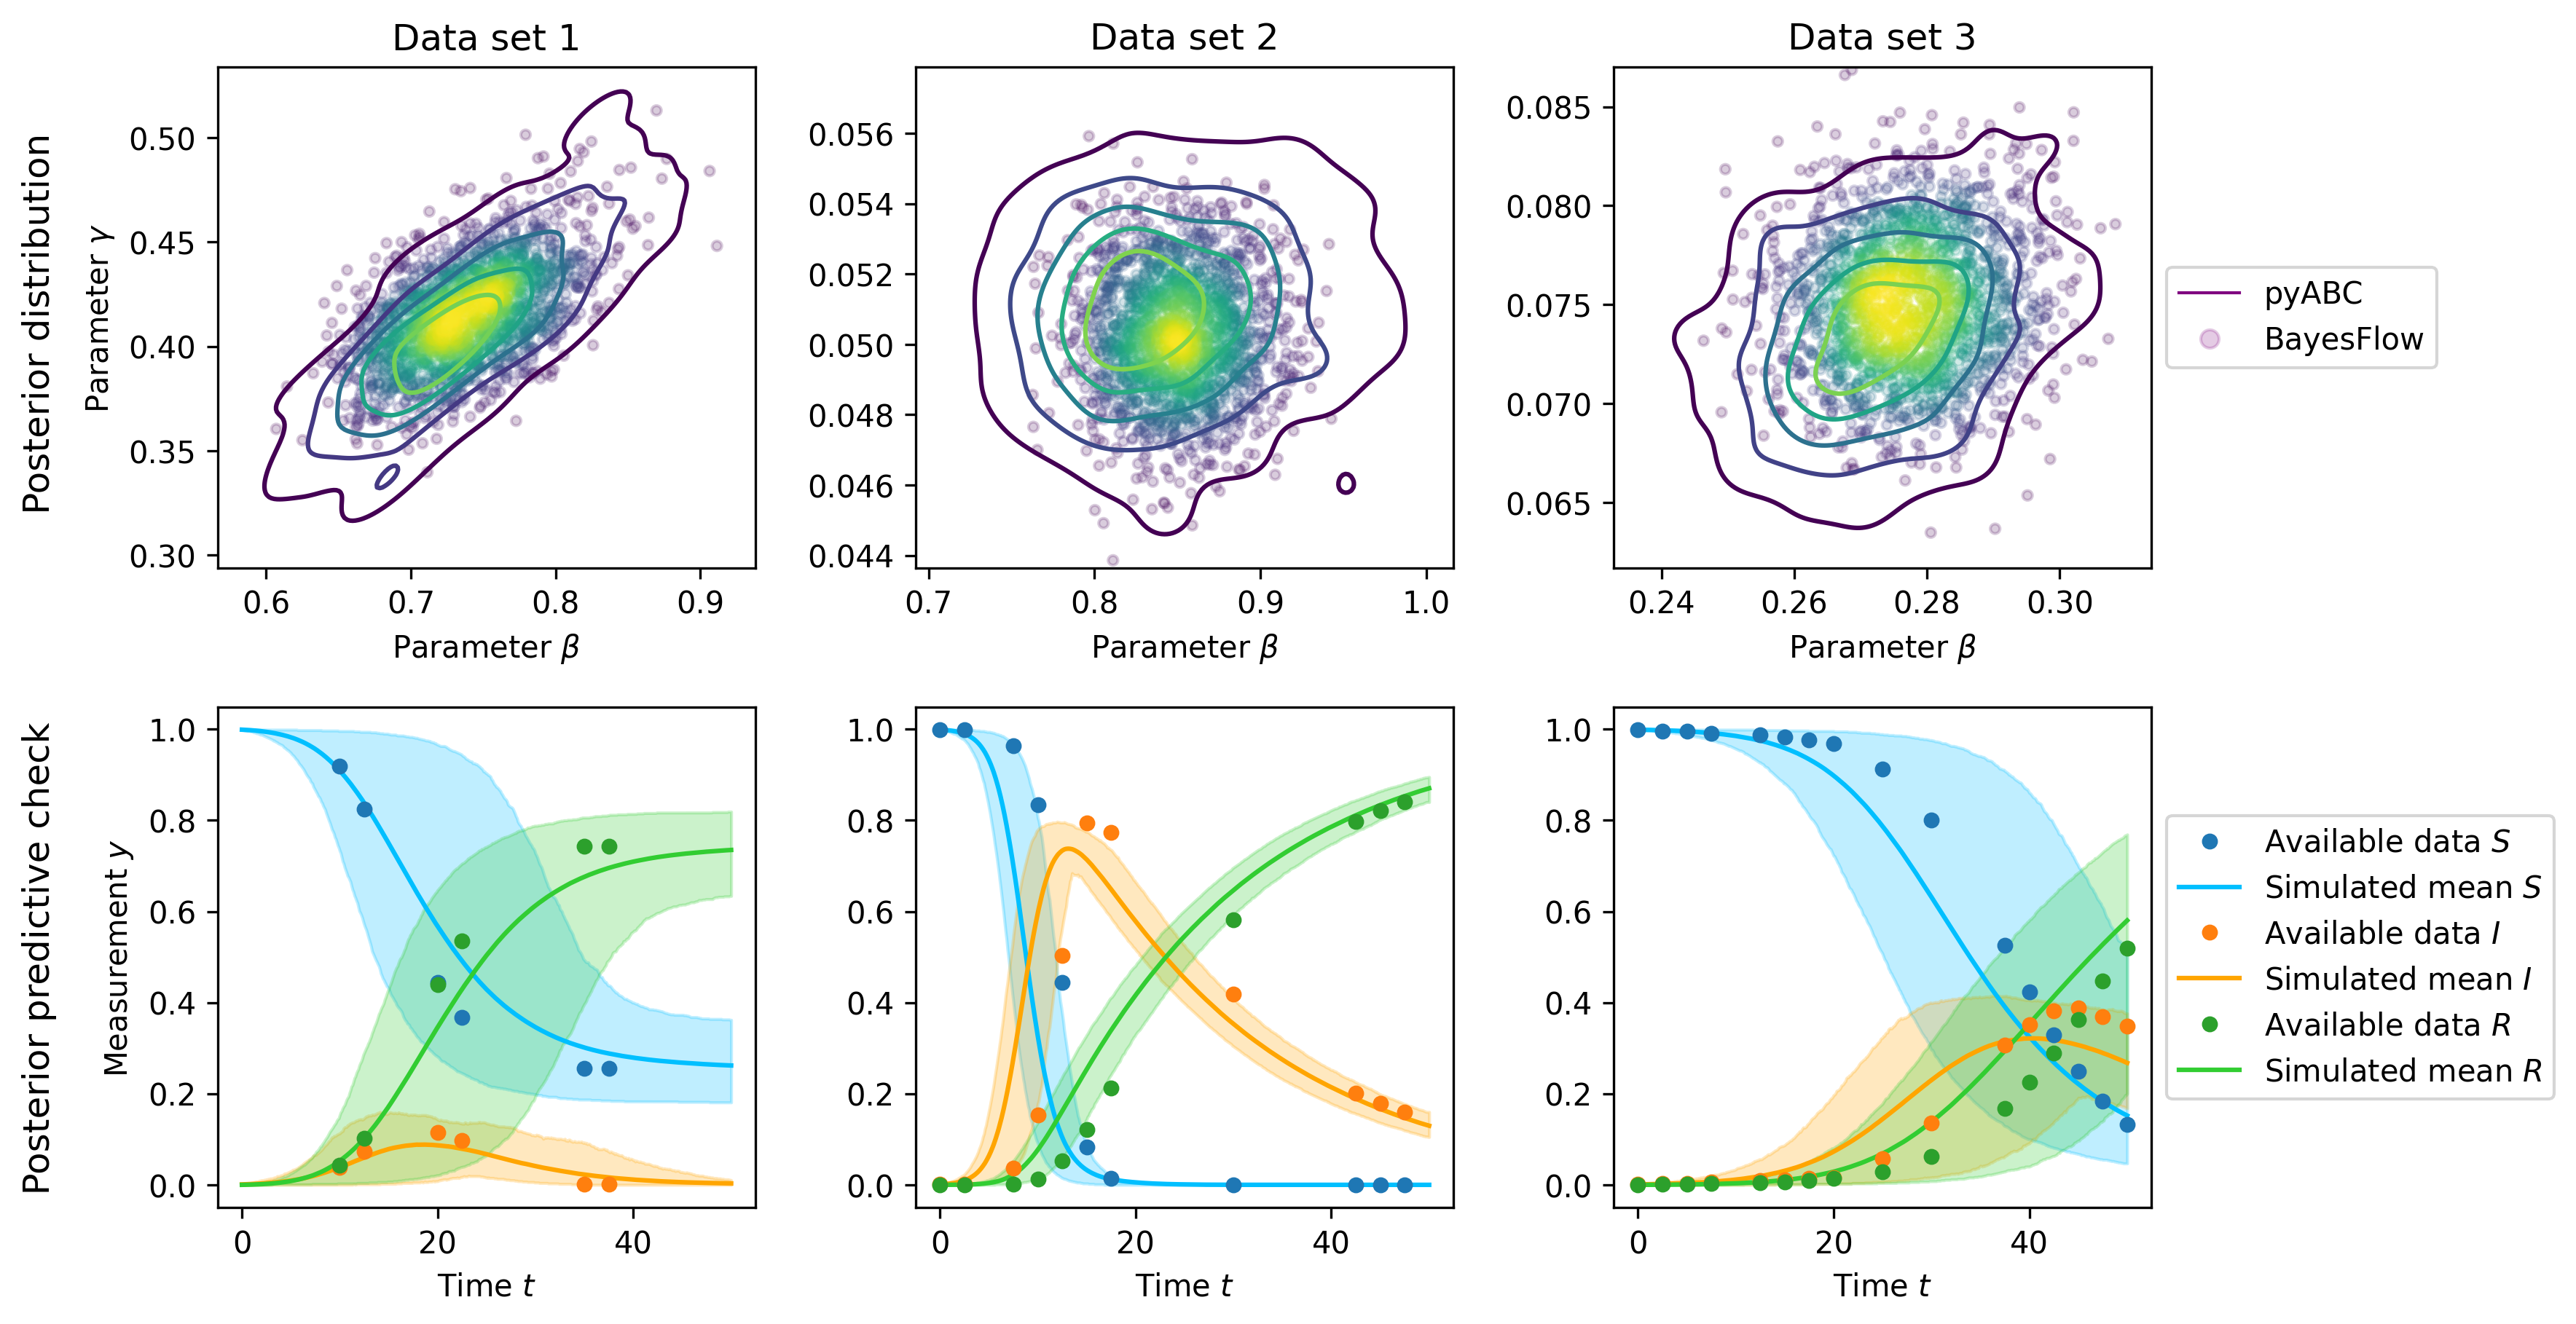 Data set 1
Data set 2
Data set 3
Posterior distribution
Parameter γ
0.50
0.45
0.40
0.35
0.30
0.6 0.7 0.8 0.9
Parameter β
0.056
0.054
0.052
0.050
0.048
0.046
0.044
0.7 0.8 0.9 1.0
Parameter β
0.085
0.080
0.075
0.070
0.065
0.24 0.26 0.28 0.30
Parameter β
pyABC
BayesFlow
Posterior predictive check
Measurement y
1.0
0.8
0.6
0.4
0.2
0.0
0 20 40
Time t
1.0
0.8
0.6
0.4
0.2
0.0
0 20 40
Time t
1.0
0.8
0.6
0.4
0.2
0.0
0 20 40
Time t
Available data S
Simulated mean S
Available data I
Simulated mean I
Available data R
Simulated mean R